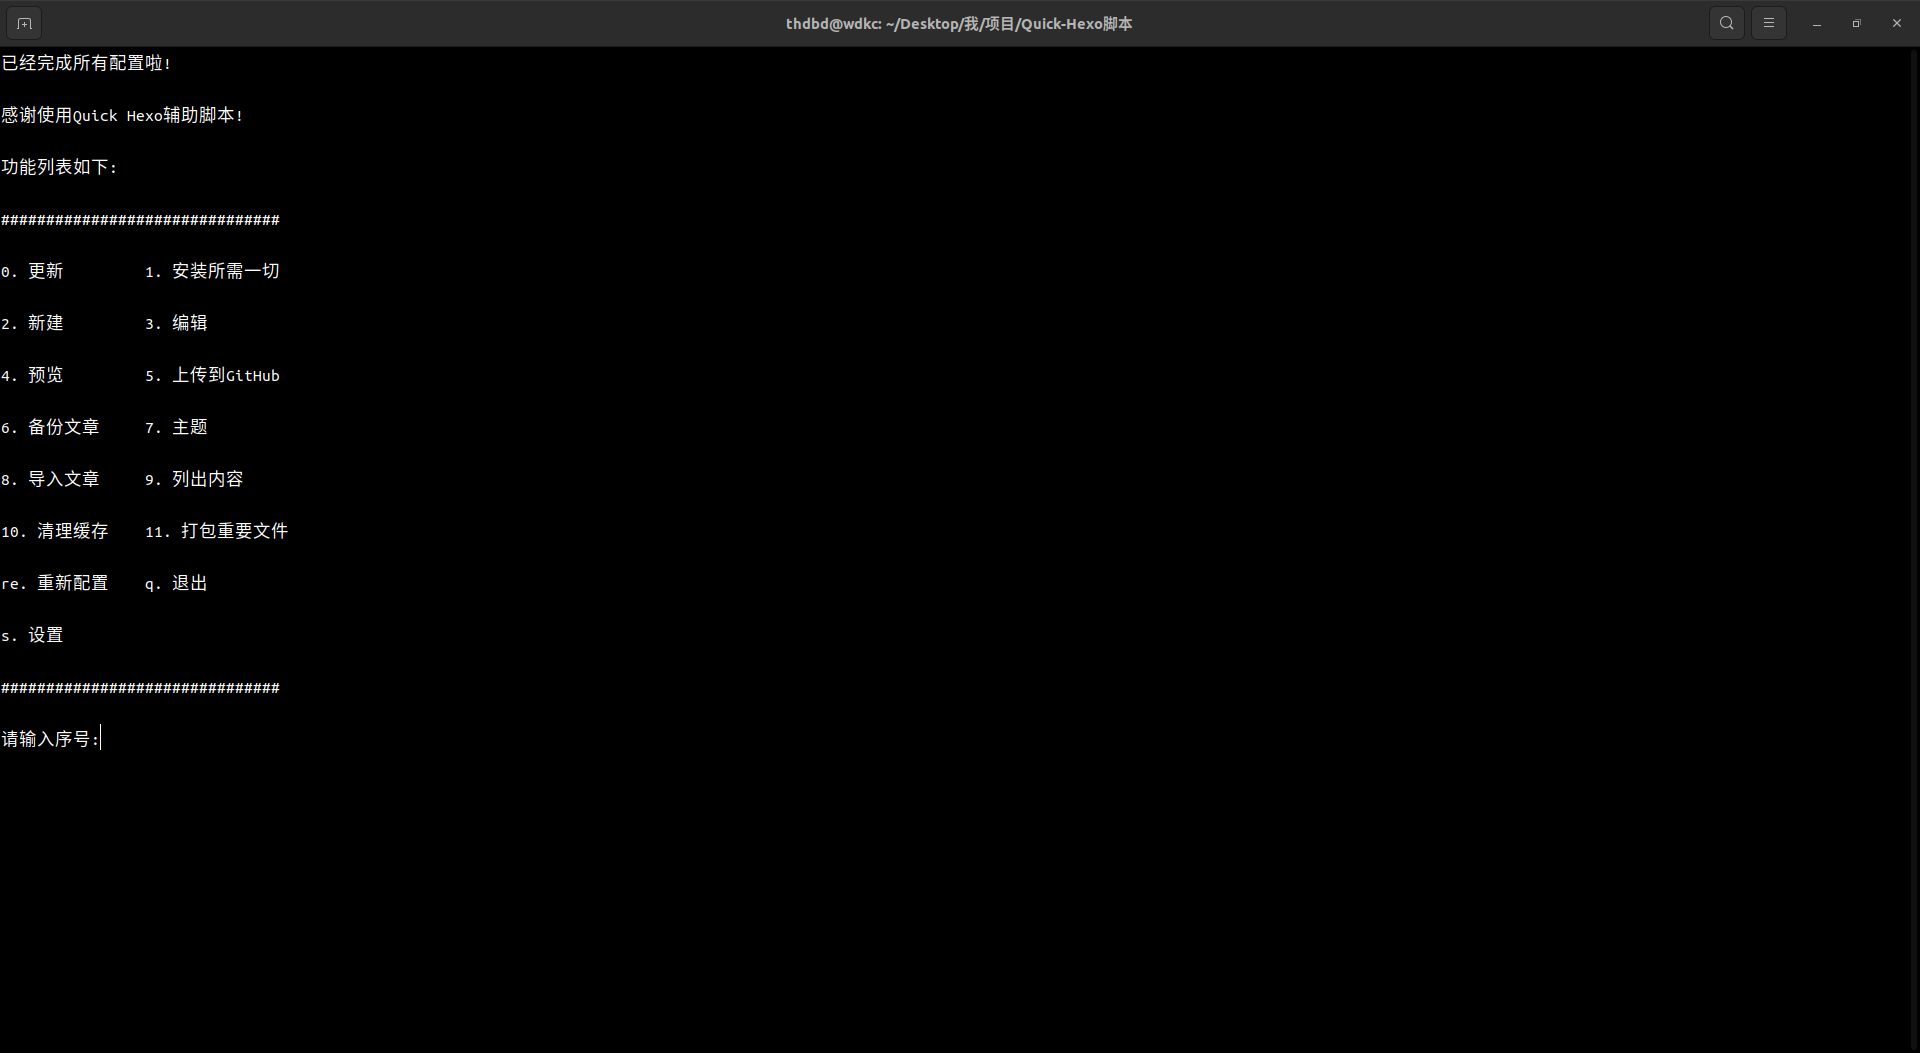 thdbd@wdkc: ~/Desktop/我/项目/Quick-Hexo脚本
已经完成所有配置啦!
感谢使用Quick Hexo辅助脚本!
功能列表如下:
###############################
0. 更新 1. 安装所需一切
2. 新建 3. 编辑
4. 预览 5. 上传到GitHub
6. 备份文章 7. 主题
8. 导入文章 9. 列出内容
10. 清理缓存 11. 打包重要文件
re. 重新配置 q. 退出
s. 设置
###############################
请输入序号: